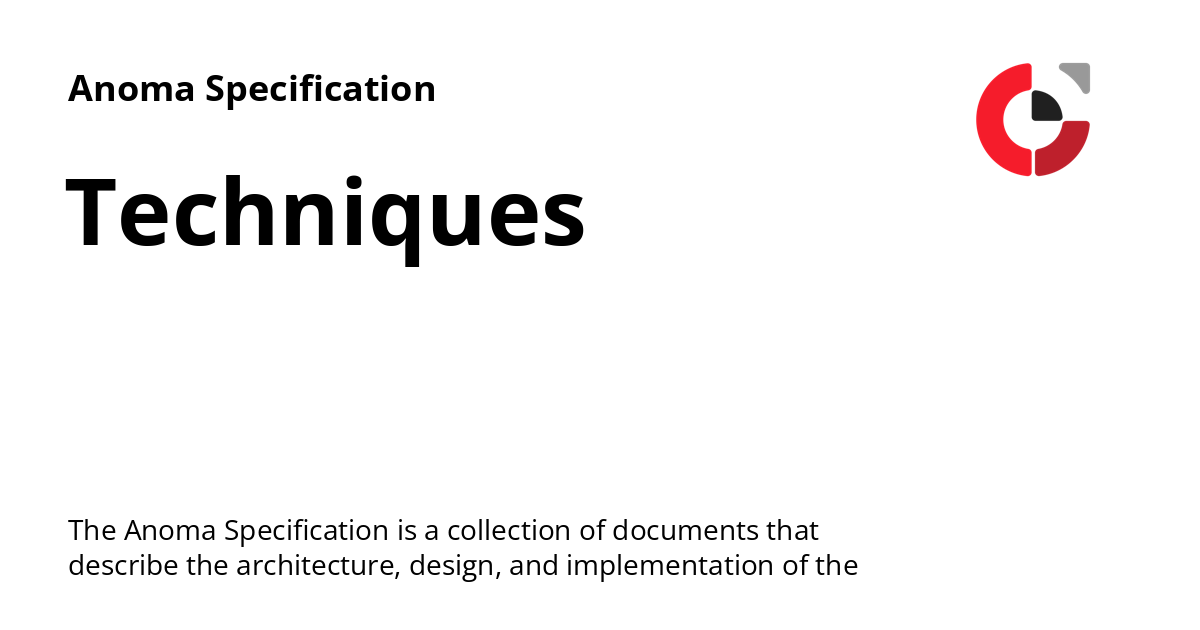 Anoma Specification
Techniques
The Anoma Specification is a collection of documents that
describe the architecture, design, and implementation of the